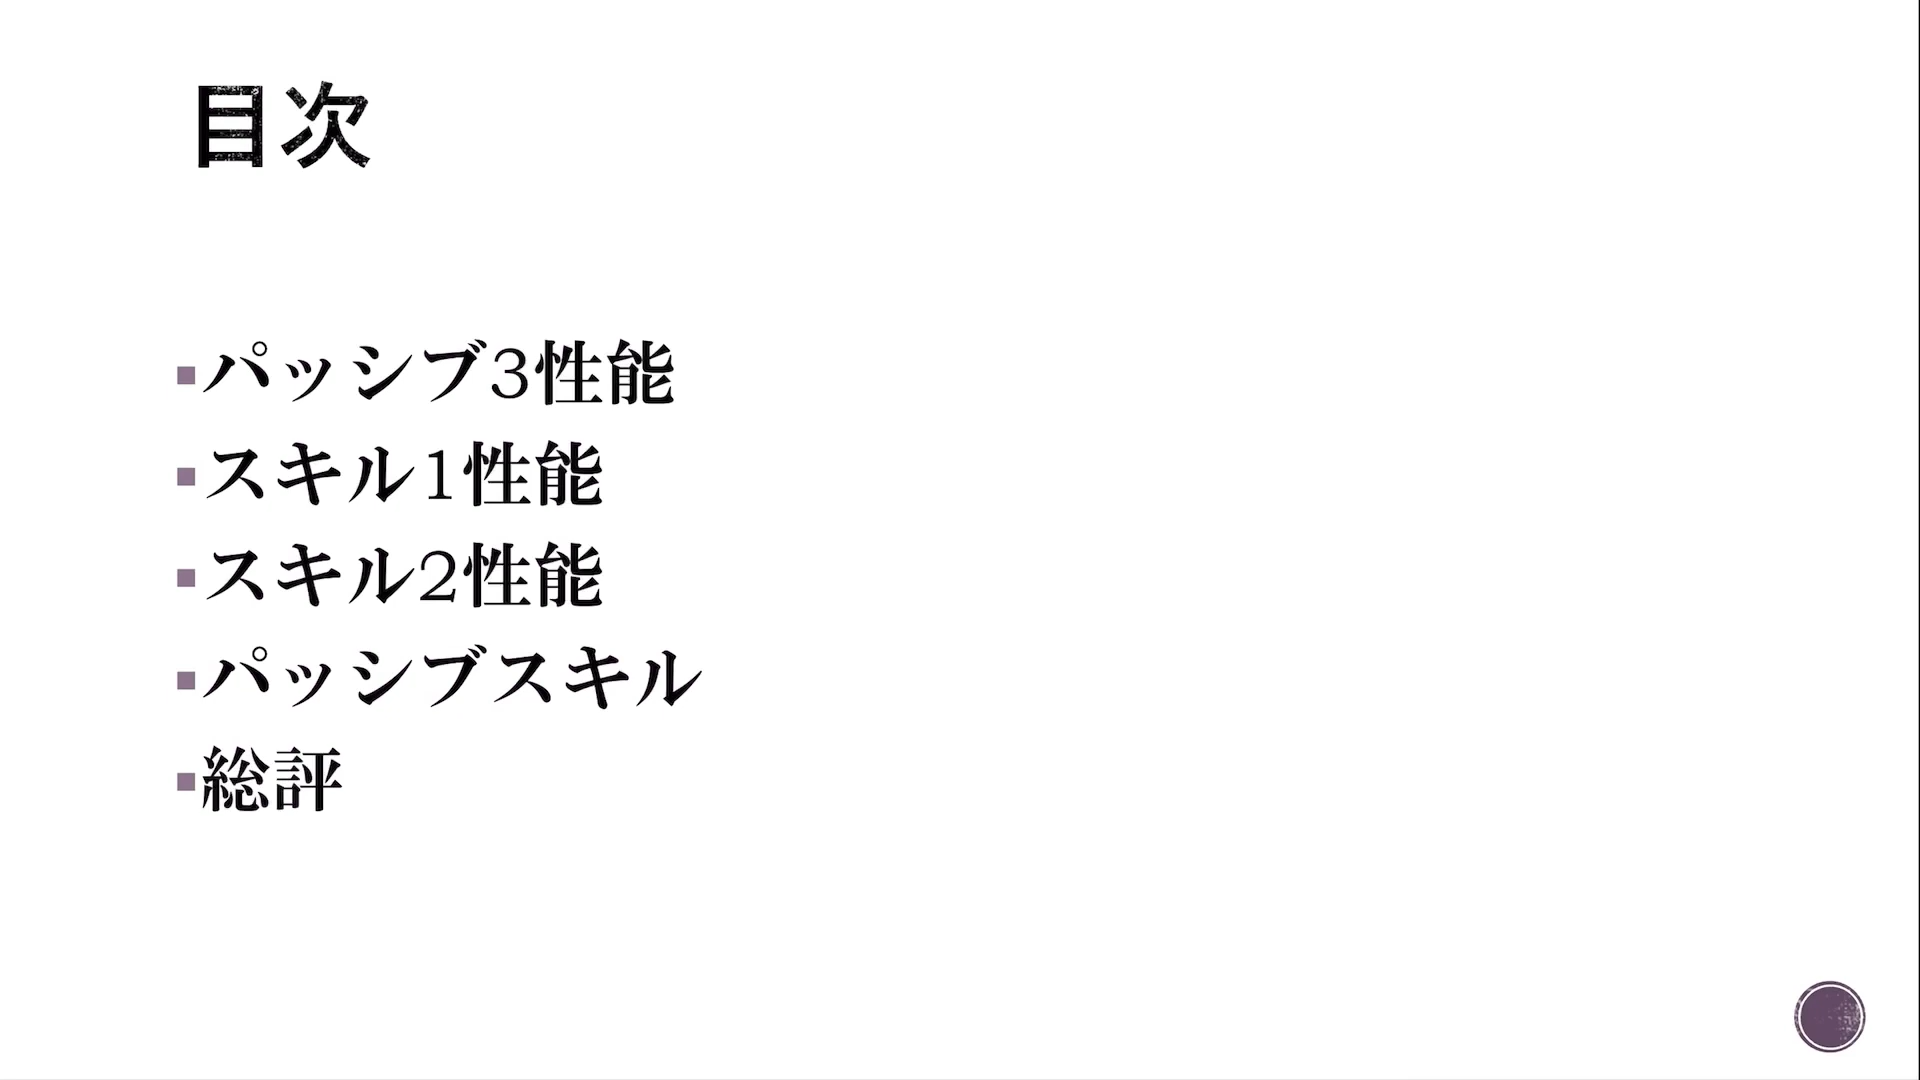 目次
▪パッシブ3性能
▪スキル1性能
▪スキル2性能
▪パッシブスキル
▪総評